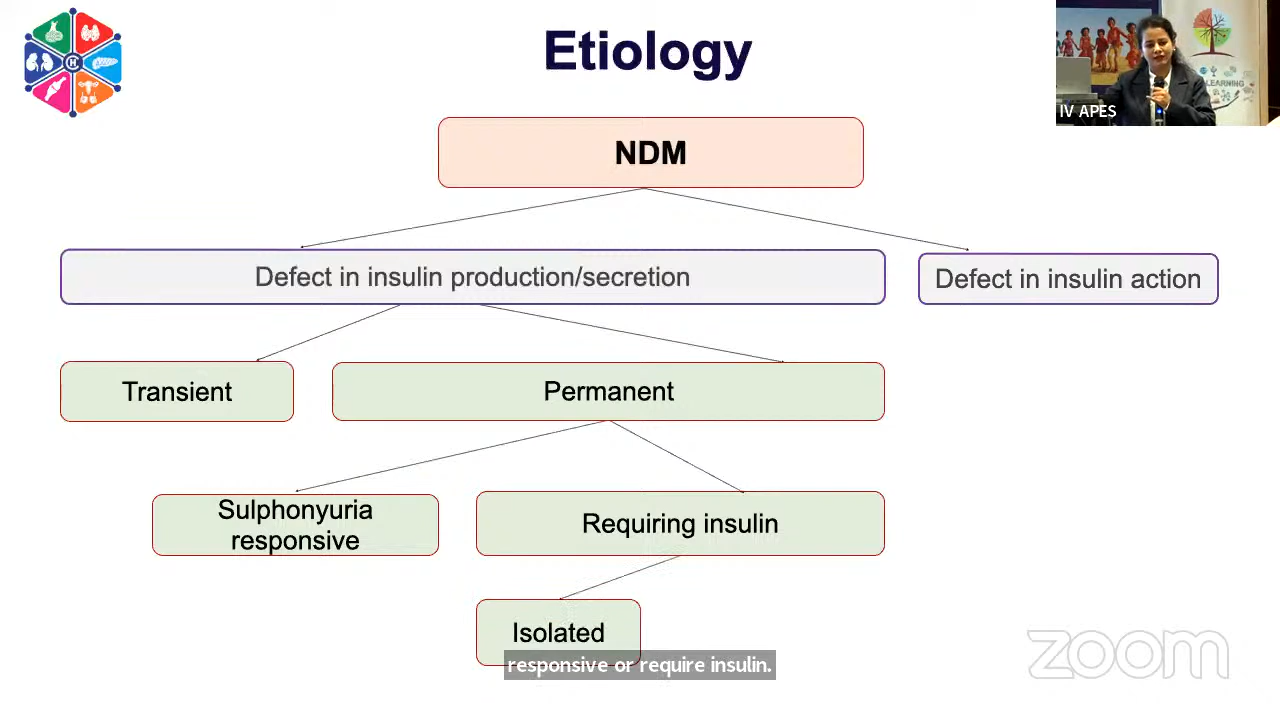 Etiology
IV APES
LEARNING
NDM
Defect in insulin production/secretion
Defect in insulin action
Transient
Permanent
Sulphonyuria
responsive
Requiring insulin
Isolated
responsive or require insulin.
zoom
H